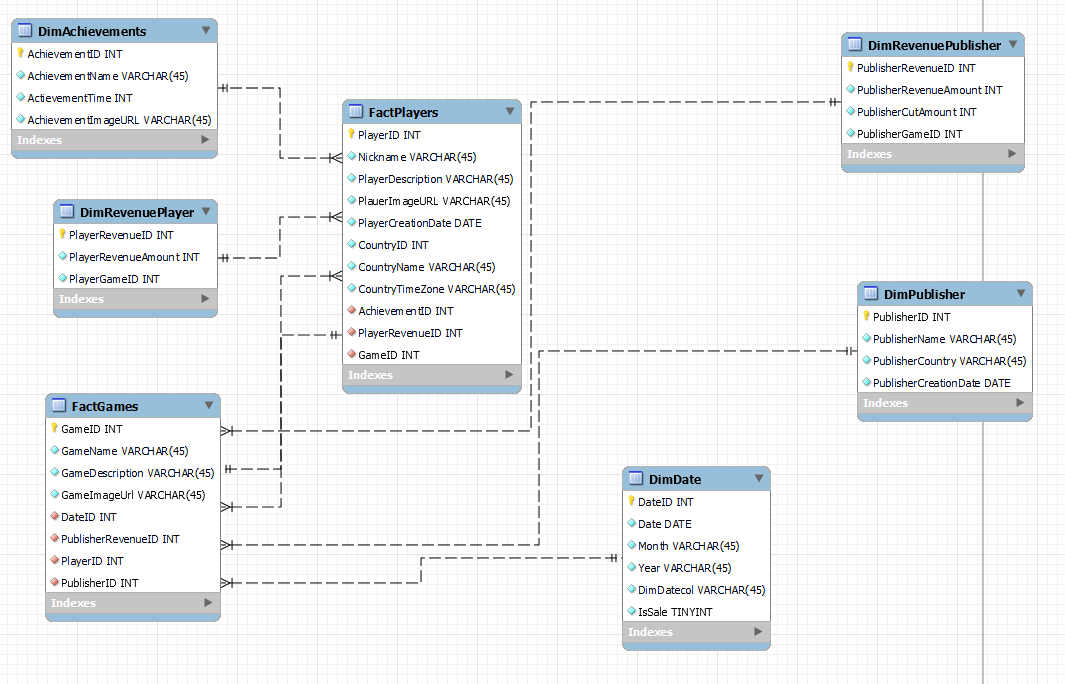 DimAchievements
AchievementID INT
AchievementName VARCHAR(45)
ActievementTime INT
AchievementImageURL VARCHAR(45)
Indexes
DimRevenuePlayer
PlayerRevenueID INT
PlayerRevenueAmount INT
PlayerGameID INT
Indexes
FactGames
GameID INT
GameName VARCHAR(45)
GameDescription VARCHAR(45)
GameImageUrl VARCHAR(45)
DateID INT
PublisherRevenueID INT
PlayerID INT
PublisherID INT
Indexes
FactPlayers
PlayerID INT
Nickname VARCHAR(45)
PlayerDescription VARCHAR(45)
PlauerImageURL VARCHAR(45)
PlayerCreationDate DATE
CountryID INT
CountryName VARCHAR(45)
CountryTimeZone VARCHAR(45)
AchievementID INT
PlayerRevenueID INT
GameID INT
Indexes
DimRevenuePublisher
PublisherRevenueID INT
PublisherRevenueAmount INT
PublisherCutAmount INT
PublisherGameID INT
Indexes
DimPublisher
PublisherID INT
PublisherName VARCHAR(45)
PublisherCountry VARCHAR(45)
PublisherCreationDate DATE
Indexes
DimDate
DateID INT
Date DATE
Month VARCHAR(45)
Year VARCHAR(45)
DimDatecol VARCHAR(45)
IsSale TINYINT
Indexes